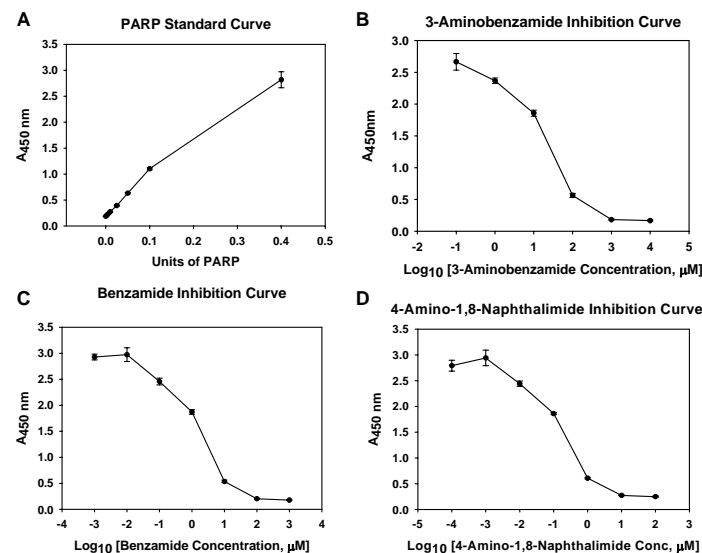 A
PARP Standard Curve
3.5
3.0
2.5
2.0
1.5
1.0
0.5
0.0
A450 nm
0.0 0.1 0.2 0.3 0.4 0.5
Units of PARP
B
3-Aminobenzamide Inhibition Curve
3.0
2.5
2.0
1.5
1.0
0.5
0.0
A450nm
-2 -1 0 1 2 3 4 5
Log10 [3-Aminobenzamide Concentration, μM]
C
Benzamide Inhibition Curve
3.5
3.0
2.5
2.0
1.5
1.0
0.5
0.0
A450 nm
-4 -3 -2 -1 0 1 2 3 4
Log10 [Benzamide Concentration, μM]
D
4-Amino-1,8-Naphthalimide Inhibition Curve
3.5
3.0
2.5
2.0
1.5
1.0
0.5
0.0
A450 nm
-5 -4 -3 -2 -1 0 1 2 3
Log10 [4-Amino-1,8-Naphthalimide Conc, μM]